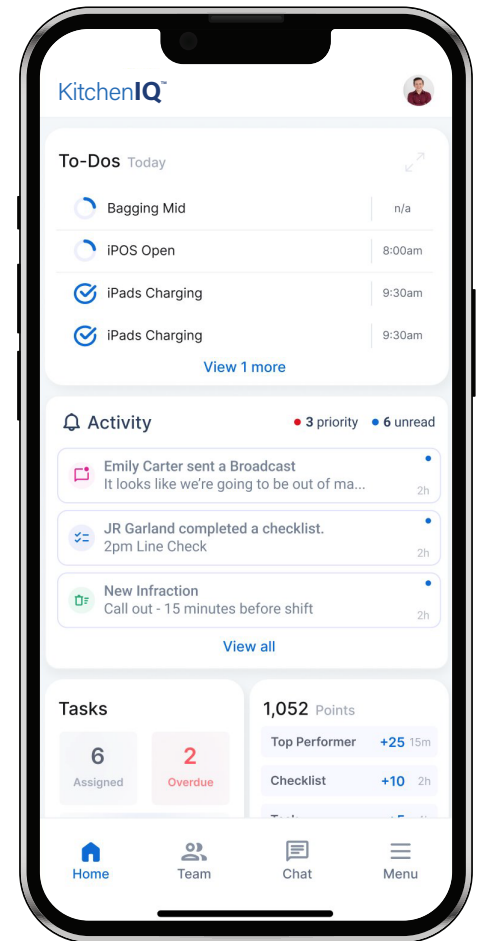 KitchenIQ™
To-Dos Today
Bagging Mid n/a
iPOS Open 8:00am
iPads Charging 9:30am
iPads Charging 9:30am
View 1 more
Activity 3 priority 6 unread
Emily Carter sent a Broadcast
It looks like we're going to be out of ma...
2h
JR Garland completed a checklist.
2pm Line Check
2h
New Infraction
Call out - 15 minutes before shift
2h
View all
Tasks
6
Assigned
2
Overdue
1,052 Points
Top Performer +25 15m
Checklist +10 2h
Home
Team
Chat
Menu